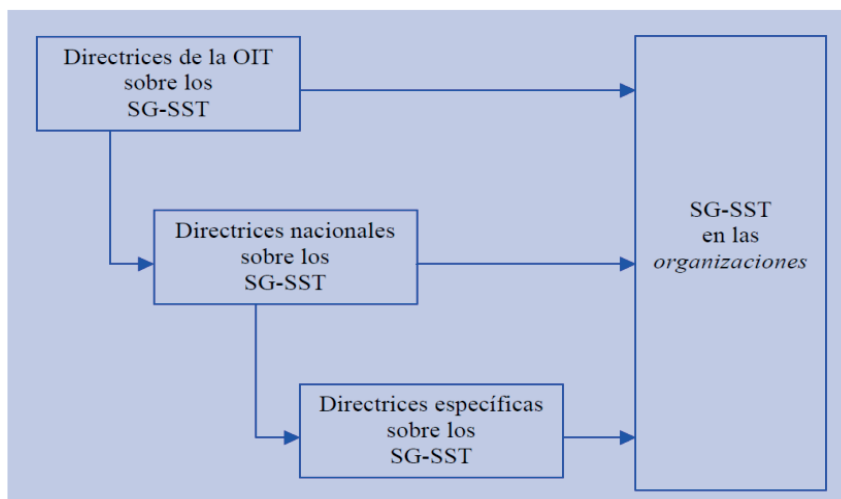 Directrices de la OIT
sobre los
SG-SST
Directrices nacionales
sobre los
SG-SST
Directrices específicas
sobre los
SG-SST
SG-SST
en las
organizaciones